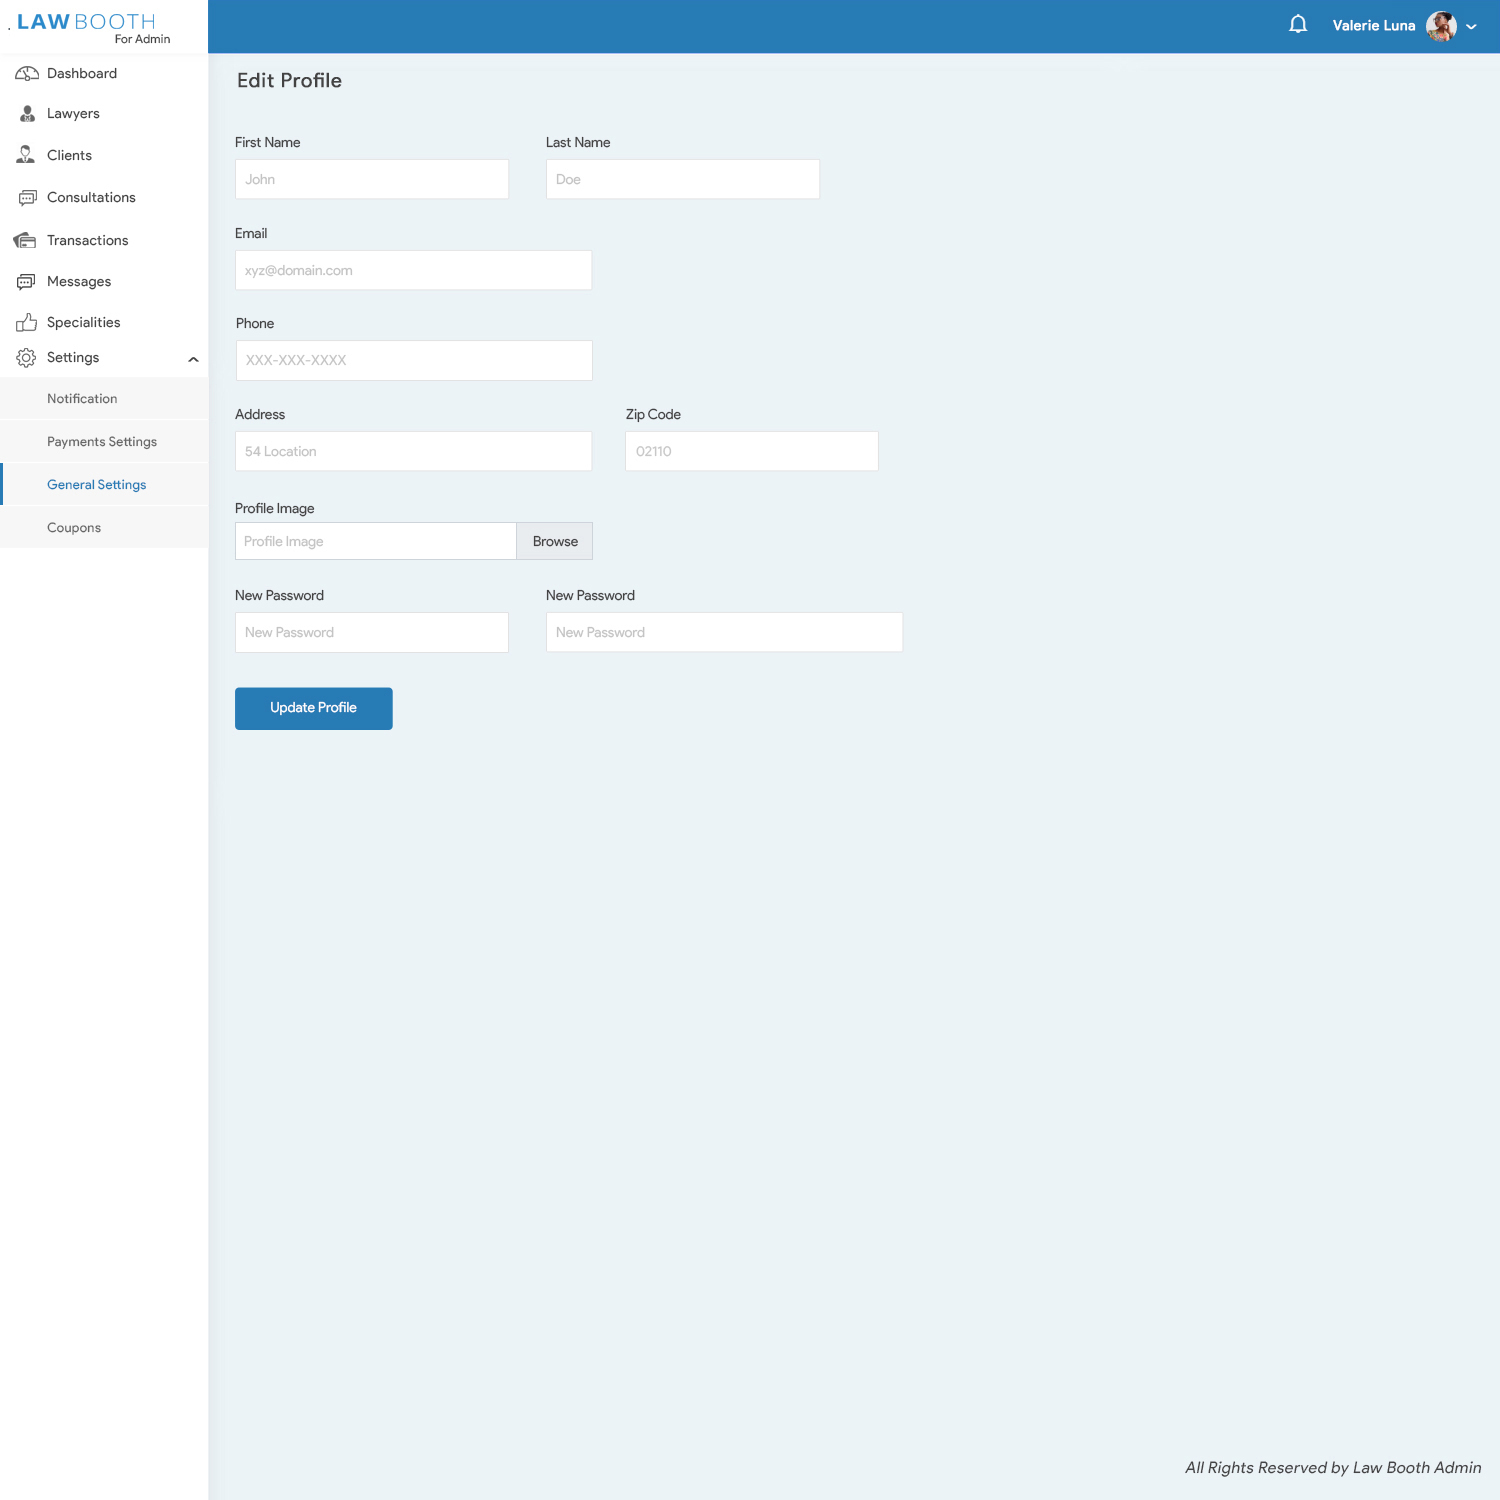 LAWBOOTH
For Admin
Valerie Luna
Dashboard
Lawyers
Clients
Consultations
Transactions
Messages
Specialities
Settings
Notification
Payments Settings
General Settings
Coupons
Edit Profile
First Name
Last Name
John
Doe
Email
xyz@domain.com
Phone
XXX-XXX-XXXX
Address
Zip Code
54 Location
02110
Profile Image
Profile Image
Browse
New Password
New Password
New Password
New Password
Update Profile
All Rights Reserved by Law Booth Admin